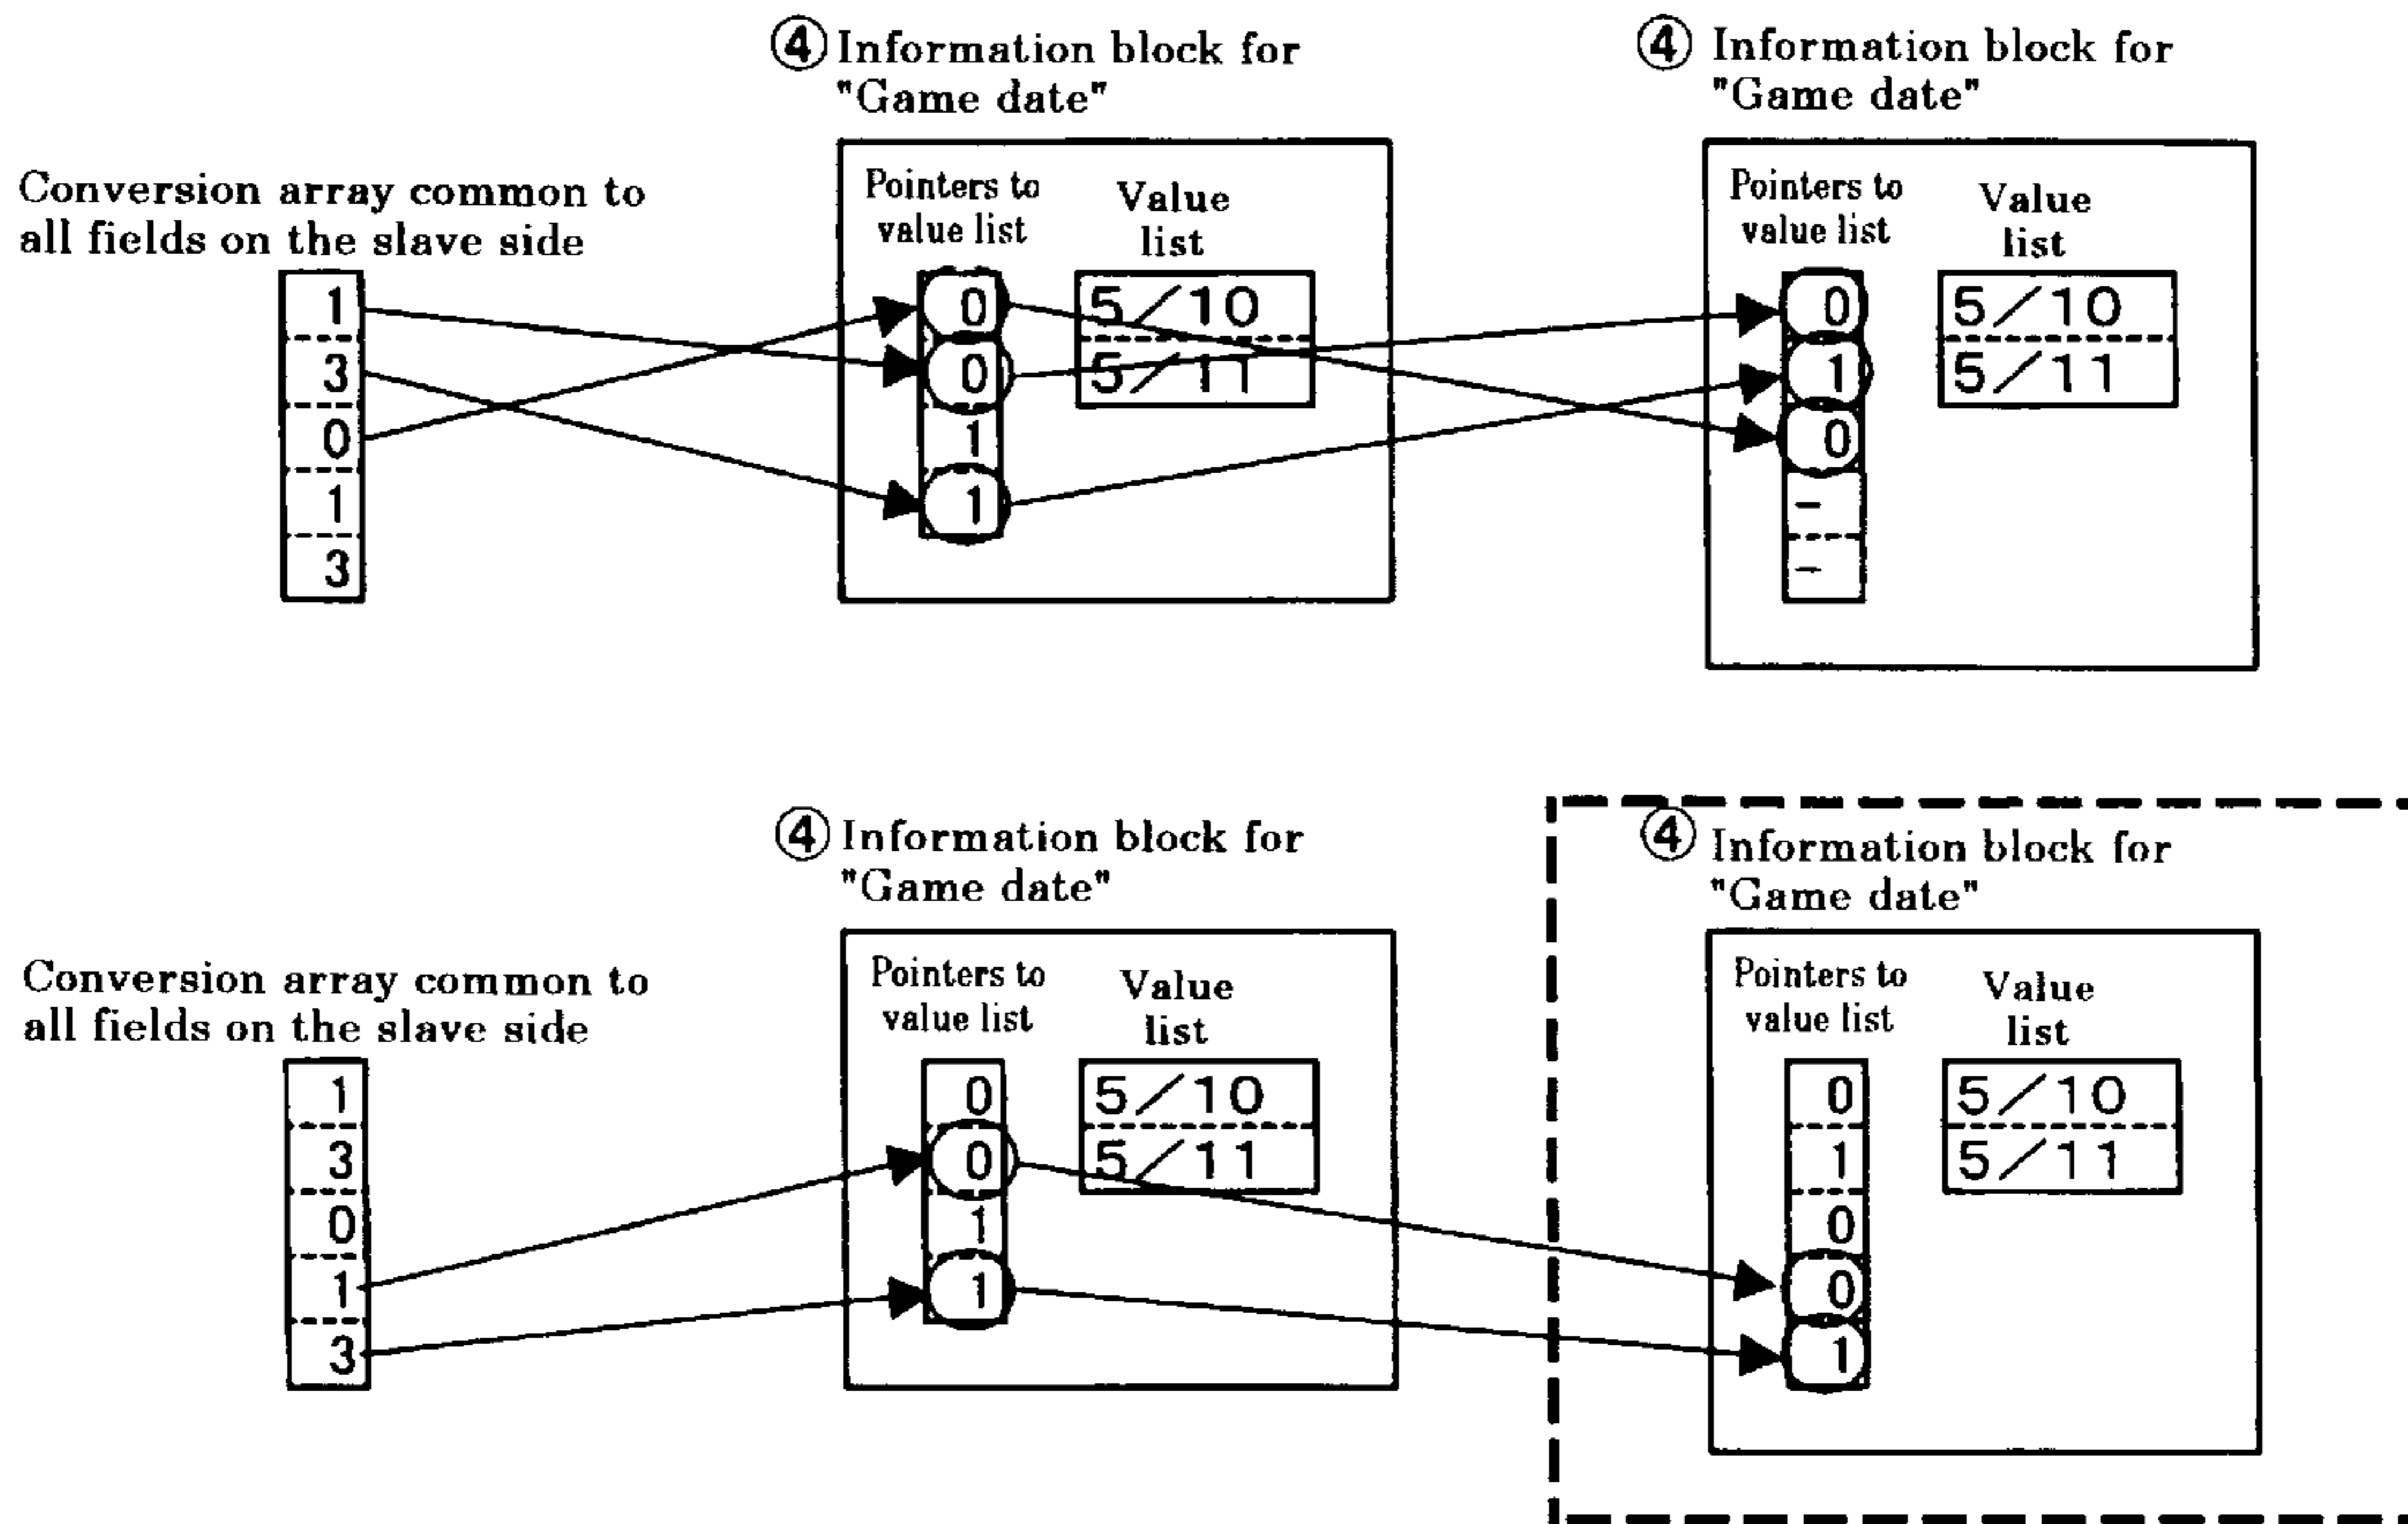 ④ Information block for
"Game date"
④ Information block for
"Game date"
Conversion array common to
all fields on the slave side
1
3
0
1
3
Pointers to
value list
Value
list
0
0
1
1
5/10
5/11
Pointers to
value list
Value
list
0
1
0
-
-
5/10
5/11
④ Information block for
"Game date"
④ Information block for
"Game date"
Conversion array common to
all fields on the slave side
1
3
0
1
3
Pointers to
value list
Value
list
0
0
1
1
5/10
5/11
Pointers to
value list
Value
list
0
1
0
0
1
5/10
5/11